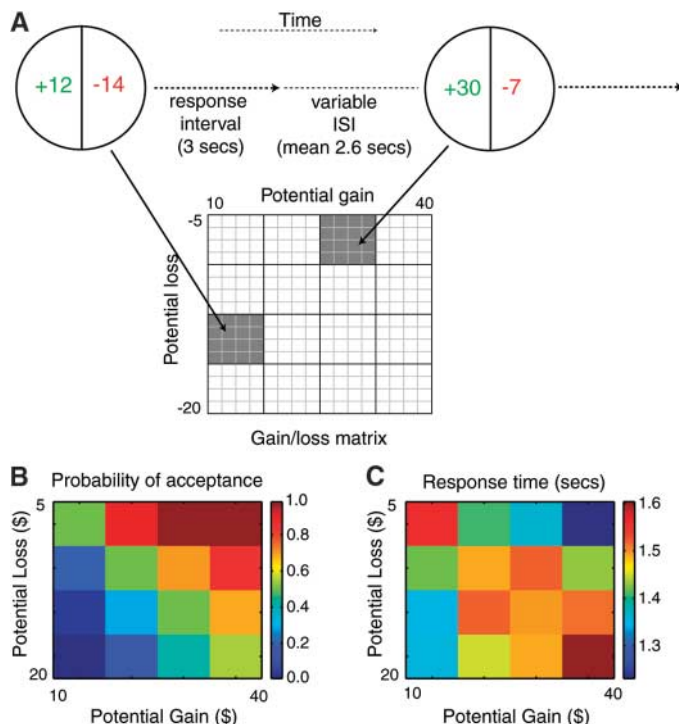 A
Time
+12 -14
response
interval
(3 secs)
variable
ISI
(mean 2.6 secs)
+30 -7
Potential gain
10 40
-5
Potential loss
-20
Gain/loss matrix
B Probability of acceptance
5
Potential Loss ($)
20
10 40
Potential Gain ($)
1.0
0.8
0.6
0.4
0.2
0.0
C Response time (secs)
5
Potential Loss ($)
20
10 40
Potential Gain ($)
1.6
1.5
1.4
1.3